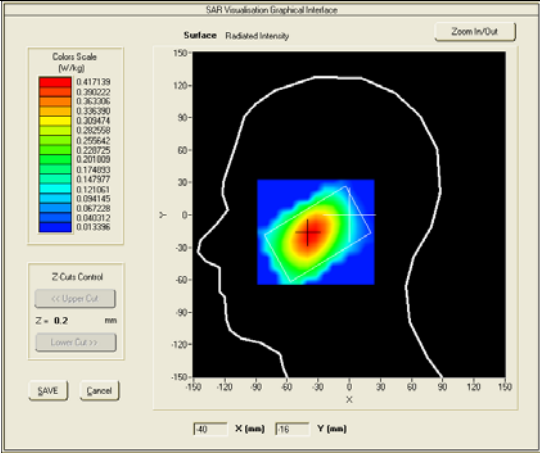 SAR Visualisation Graphical Interface
Surface Radiated Intensity
Zoom In/Out
Colors Scale
(W/kg)
0.417139
0.390222
0.363306
0.336390
0.309474
0.282558
0.255642
0.228725
0.201809
0.174893
0.147977
0.121061
0.094145
0.067228
0.040312
0.013396
Z-Cuts Control
<< Upper Cut
Z = 0.2 mm
Lower Cut >>
SAVE Cancel
150
120
90
60
30
0
-30
-60
-90
-120
-150
Y
-150 -120 -90 -60 -30 0 30 60 90 120 150
X
-40 X (mm) -16 Y (mm)